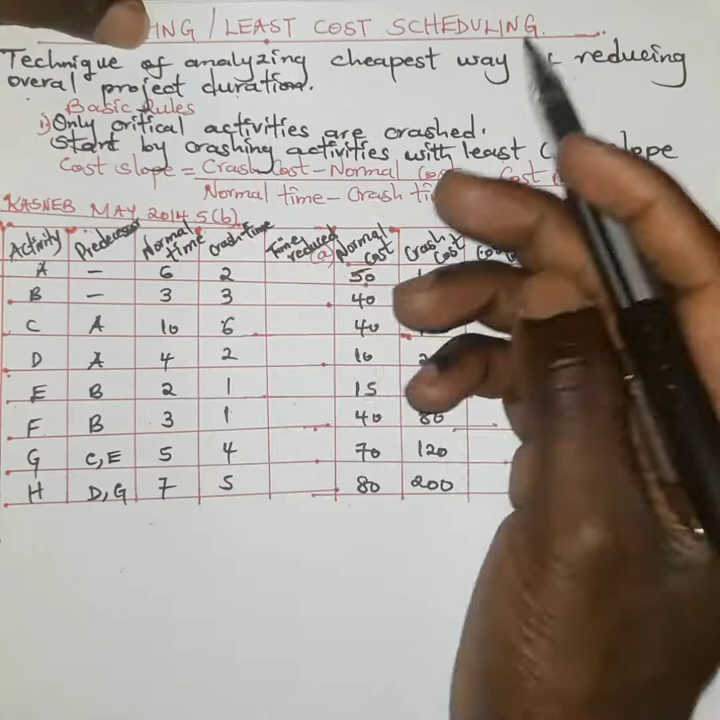 ING / LEAST COST SCHEDULING
Technique of analyzing cheapest way reducing
overal project duration.
Basic Rules
i) Only critical activities are crashed.
Start by crashing activities with least
Cost slope = Crash Cost - Normal
Normal time - Crash
KASNEB MAY 2014 5(b)
Activity Predecessor Normal time Crash time Time reduced (a) Normal cost Crash cost
A — 6 2 50
B — 3 3 40
C A 10 6 40
D A 4 2 10
E B 2 1 15
F B 3 1 40 80
G C, E 5 4 70 120
H D, G 7 5 80 200